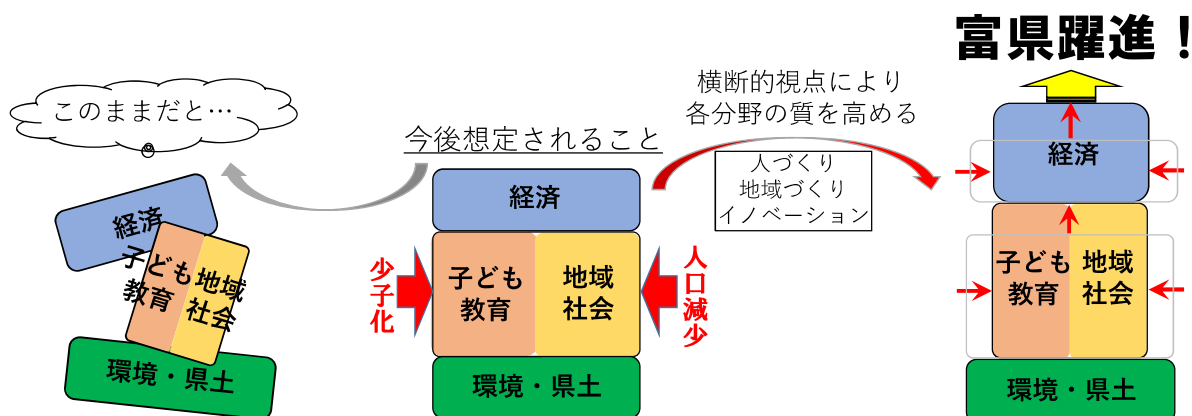 このままだと…
経済
子ども
教育
地域
社会
環境・県土
今後想定されること
経済
少子化
子ども
教育
地域
社会
人口減少
環境・県土
横断的視点により
各分野の質を高める
人づくり
地域づくり
イノベーション
富県躍進！
経済
子ども
教育
地域
社会
環境・県土